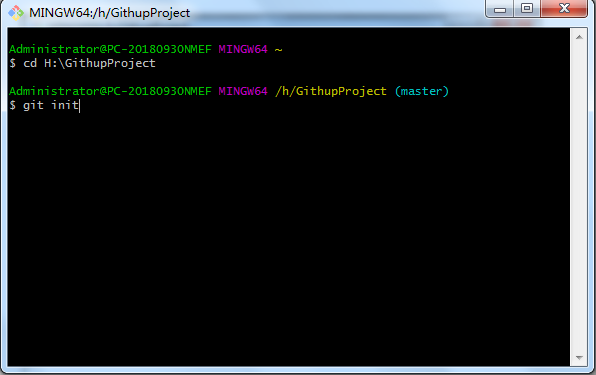 MINGW64:/h/GithupProject
Administrator@PC-20180930NMEF MINGW64 ~
$ cd H:\GithupProject
Administrator@PC-20180930NMEF MINGW64 /h/GithupProject (master)
$ git init